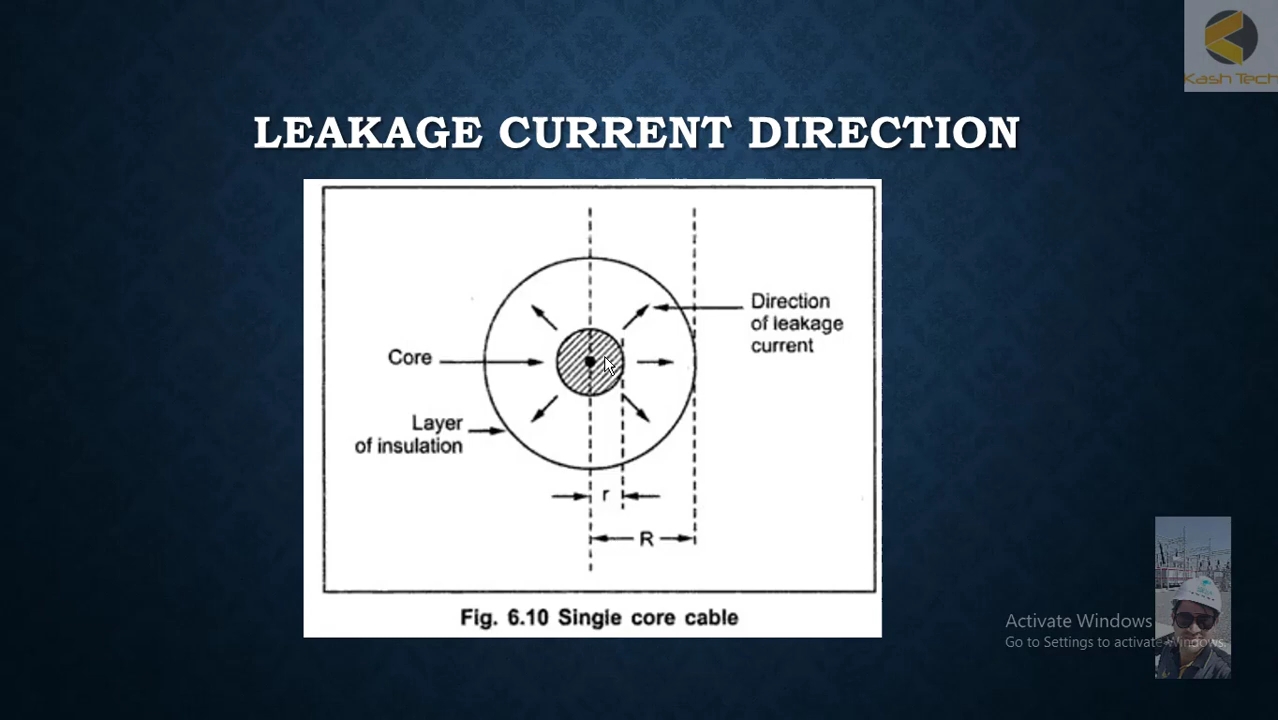 Kash Tech
LEAKAGE CURRENT DIRECTION
Direction
of leakage
current
Core
Layer
of insulation
r
R
Fig. 6.10 Single core cable
Activate Windows
Go to Settings to activate Windows.